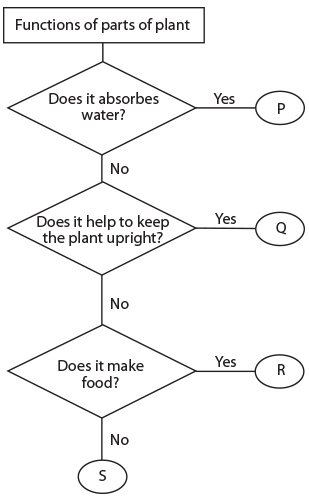 Functions of parts of plant
Does it absorbes
water?
Yes
P
No
Does it help to keep
the plant upright?
Yes
Q
No
Does it make
food?
Yes
R
No
S